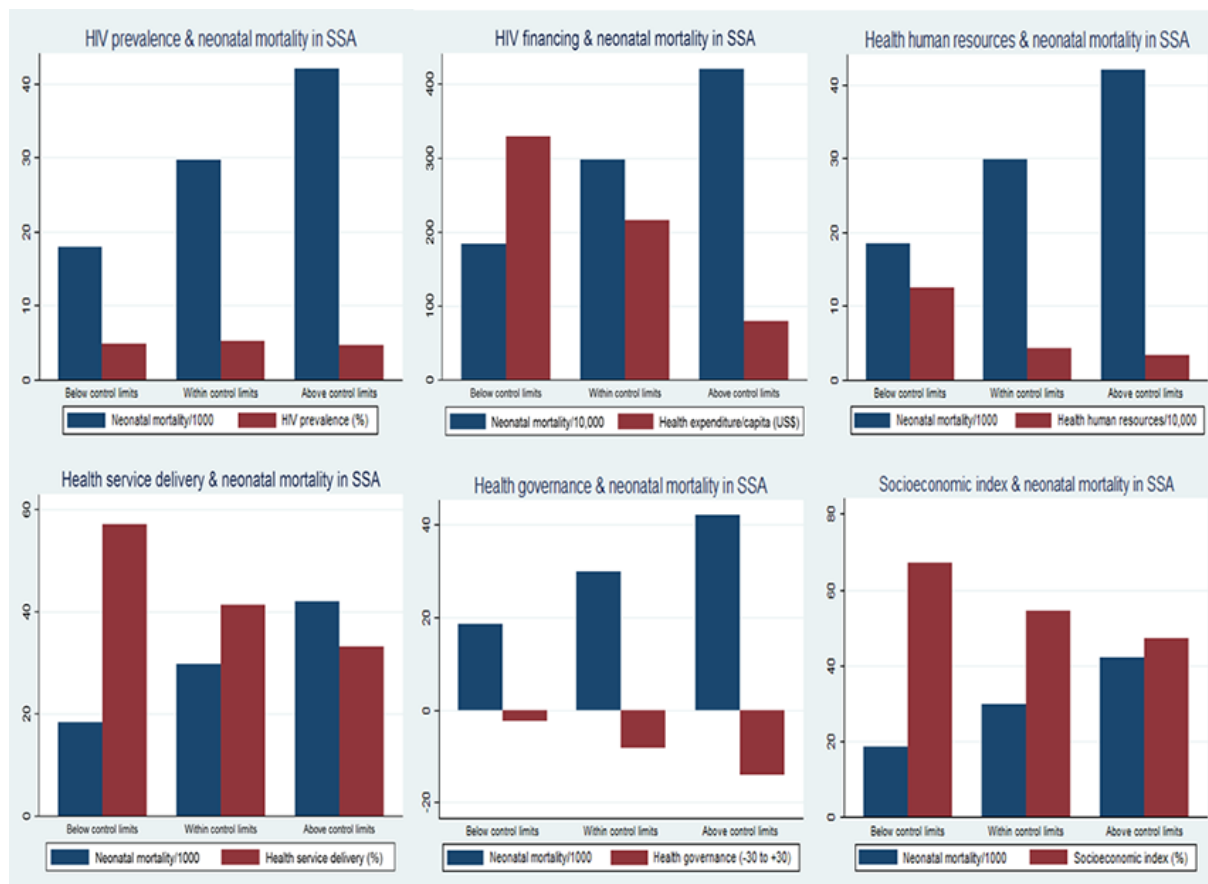 HIV prevalence & neonatal mortality in SSA
40
30
20
10
0
Below control limits Within control limits Above control limits
Neonatal mortality/1000 HIV prevalence (%)
HIV financing & neonatal mortality in SSA
400
300
200
100
0
Below control limits Within control limits Above control limits
Neonatal mortality/10,000 Health expenditure/capita (US$)
Health human resources & neonatal mortality in SSA
40
30
20
10
0
Below control limits Within control limits Above control limits
Neonatal mortality/1000 Health human resources/10,000
Health service delivery & neonatal mortality in SSA
60
40
20
0
Below control limits Within control limits Above control limits
Neonatal mortality/1000 Health service delivery (%)
Health governance & neonatal mortality in SSA
40
20
0
-20
Below control limits Within control limits Above control limits
Neonatal mortality/1000 Health governance (-30 to +30)
Socioeconomic index & neonatal mortality in SSA
80
60
40
20
0
Below control limits Within control limits Above control limits
Neonatal mortality/1000 Socioeconomic index (%)